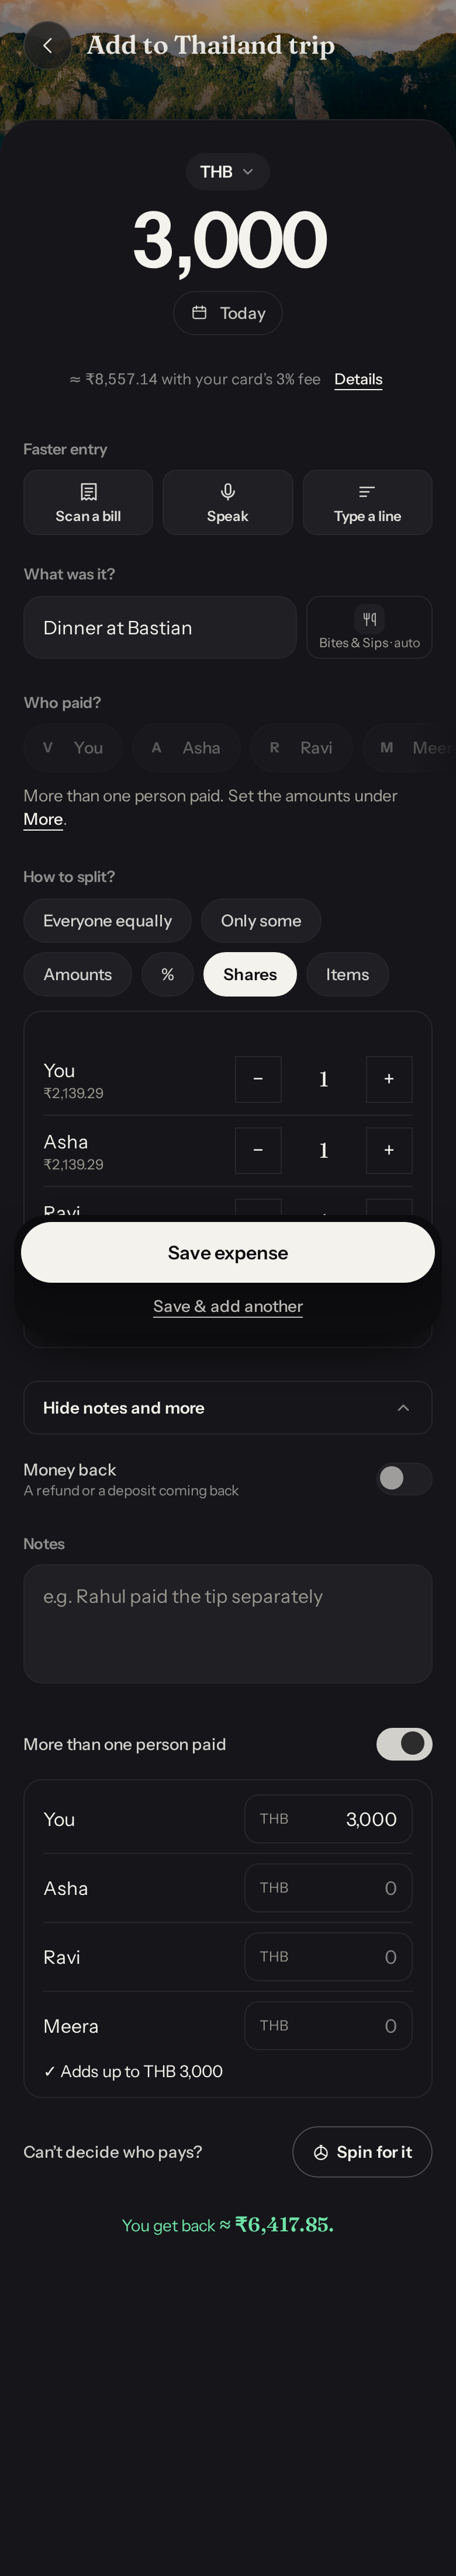 Add to Thailand trip
THB
3,000
Today
≈ ₹8,557.14 with your card's 3% fee Details
Faster entry
Scan a bill Speak Type a line
What was it?
Dinner at Bastian
Bites & Sips · auto
Who paid?
V You A Asha R Ravi M Meer
More than one person paid. Set the amounts under
More.
How to split?
Everyone equally Only some
Amounts % Shares Items
You
₹2,139.29
− 1 +
Asha
₹2,139.29
− 1 +
Ravi
Save expense
Save & add another
Hide notes and more
Money back
A refund or a deposit coming back
Notes
e.g. Rahul paid the tip separately
More than one person paid
You THB 3,000
Asha THB 0
Ravi THB 0
Meera THB 0
✓ Adds up to THB 3,000
Can't decide who pays? Spin for it
You get back ≈ ₹6,417.85.